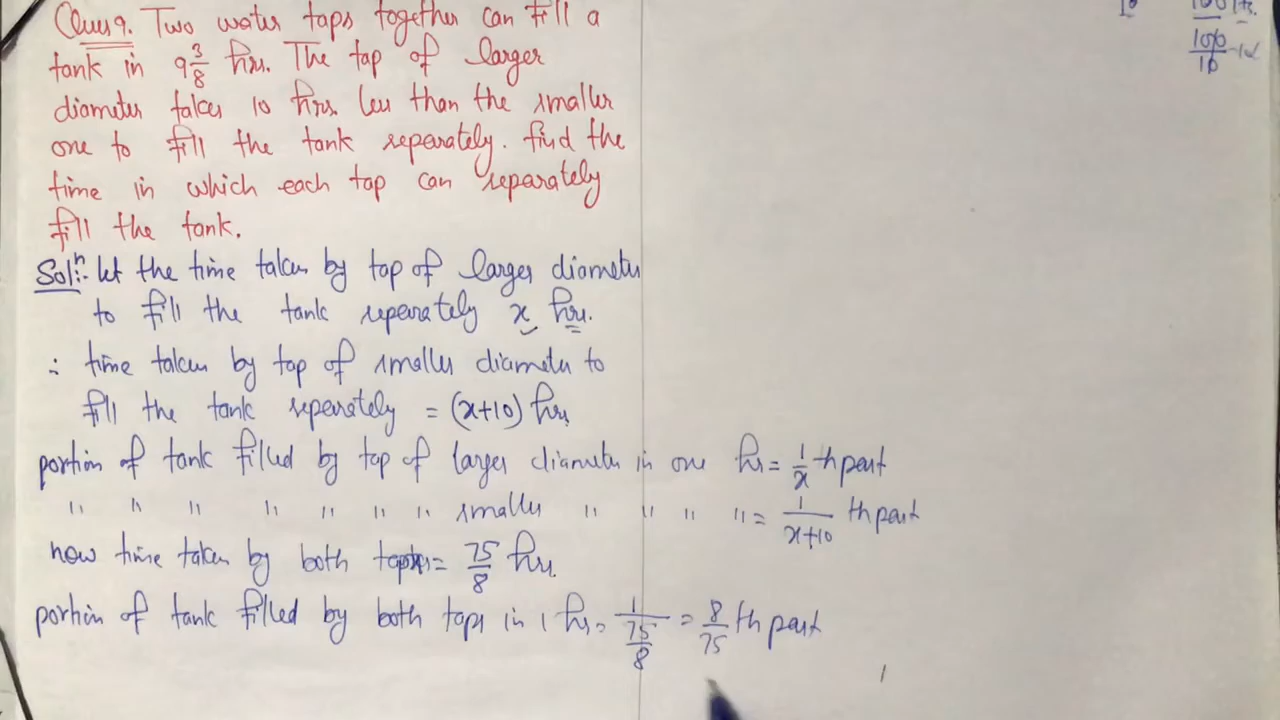 Ques 9. Two water taps together can fill a
tank in 9 3/8 hrs. The tap of larger
diameter takes 10 hrs. less than the smaller
one to fill the tank separately. find the
time in which each tap can separately
fill the tank.
Solⁿ:- let the time taken by tap of larger diameter
to fill the tank separately x hrs.
∴ time taken by tap of smaller diameter to
fill the tank separately = (x+10) hrs
portion of tank filled by tap of larger diameter in one hr = 1/x th part
" " " " " " " smaller " " " " = 1/(x+10) th part
now time taken by both taps = 75/8 hrs.
portion of tank filled by both taps in 1 hr = 1/(75/8) = 8/75 th part
10
100
100/10